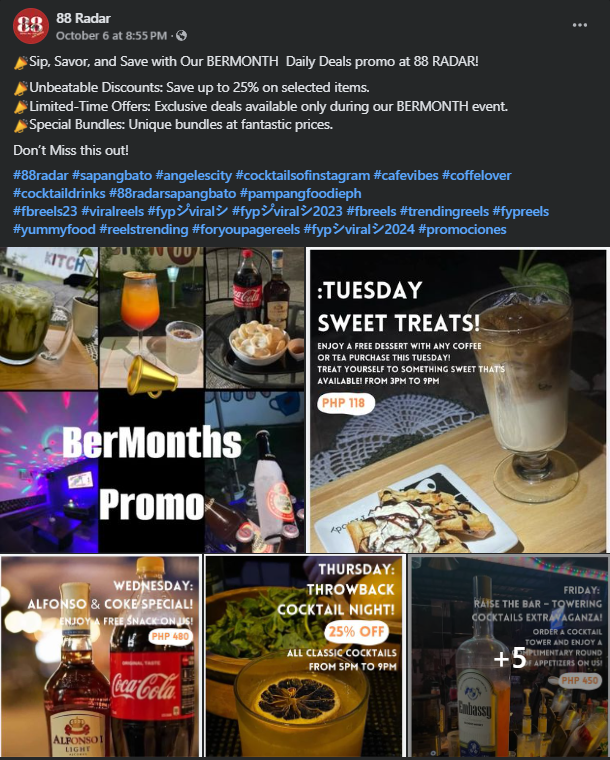 88 Radar
October 6 at 8:55 PM ·
🎉Sip, Savor, and Save with Our BERMONTH Daily Deals promo at 88 RADAR!
🎉Unbeatable Discounts: Save up to 25% on selected items.
🎉Limited-Time Offers: Exclusive deals available only during our BERMONTH event.
🎉Special Bundles: Unique bundles at fantastic prices.
Don't Miss this out!
#88radar #sapangbato #angelescity #cocktailsofinstagram #cafevibes #coffelover
#cocktaildrinks #88radarsapangbato #pampangfoodieph
#fbreels23 #viralreels #fypシ゚viralシ #fypシ゚viralシ2023 #fbreels #trendingreels #fypreels
#yummyfood #reelstrending #foryoupagereels #fypシviralシ2024 #promociones
KITCH
Coca-Cola
BerMonths
Promo
:TUESDAY
SWEET TREATS!
ENJOY A FREE DESSERT WITH ANY COFFEE
OR TEA PURCHASE THIS TUESDAY!
TREAT YOURSELF TO SOMETHING SWEET THAT'S
AVAILABLE! FROM 3PM TO 9PM
PHP 118
WEDNESDAY:
ALFONSO & COKE SPECIAL!
ENJOY A FREE SNACK ON US!
PHP 480
ORIGINAL TASTE
Coca-Cola
ALFONSO I
LIGHT
THURSDAY:
THROWBACK
COCKTAIL NIGHT!
25% OFF
ALL CLASSIC COCKTAILS
FROM 5PM TO 9PM
FRIDAY:
RAISE THE BAR – TOWERING
COCKTAILS EXTRAVAGANZA!
ORDER A COCKTAIL
TOWER AND ENJOY A
COMPLIMENTARY ROUND
OF APPETIZERS ON US!
+5
PHP 450
Embassy